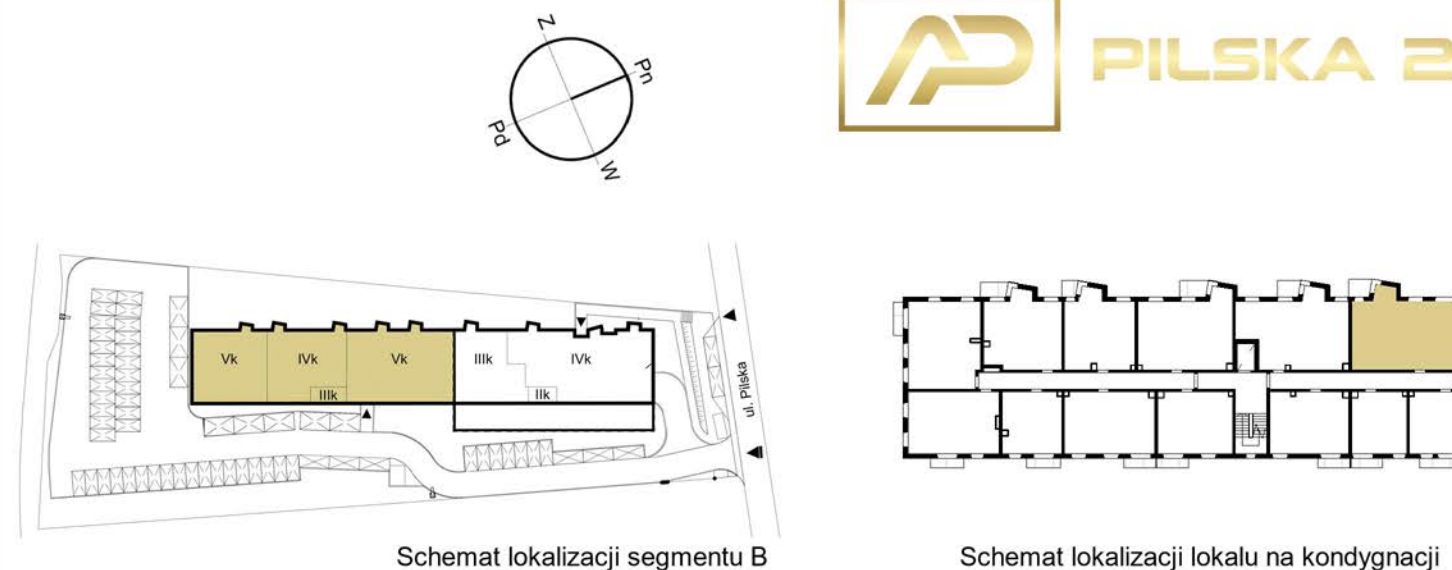 Z
Pn
Pd
W
AP
PILSKA 2
Vk
IVk
Vk
IIIk
IVk
IIIk
IIk
ul. Pilska
Schemat lokalizacji segmentu B
Schemat lokalizacji lokalu na kondygnacji